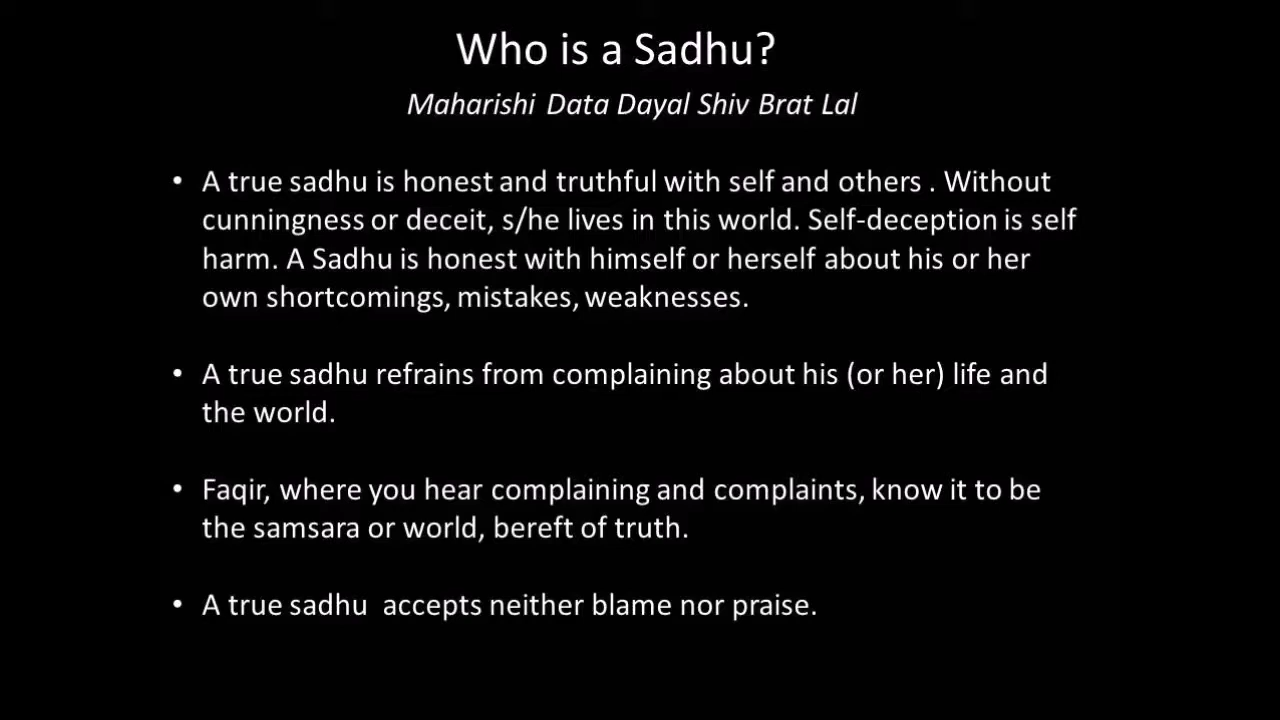 Who is a Sadhu?
Maharishi Data Dayal Shiv Brat Lal
• A true sadhu is honest and truthful with self and others . Without
cunningness or deceit, s/he lives in this world. Self-deception is self
harm. A Sadhu is honest with himself or herself about his or her
own shortcomings, mistakes, weaknesses.
• A true sadhu refrains from complaining about his (or her) life and
the world.
• Faqir, where you hear complaining and complaints, know it to be
the samsara or world, bereft of truth.
• A true sadhu  accepts neither blame nor praise.